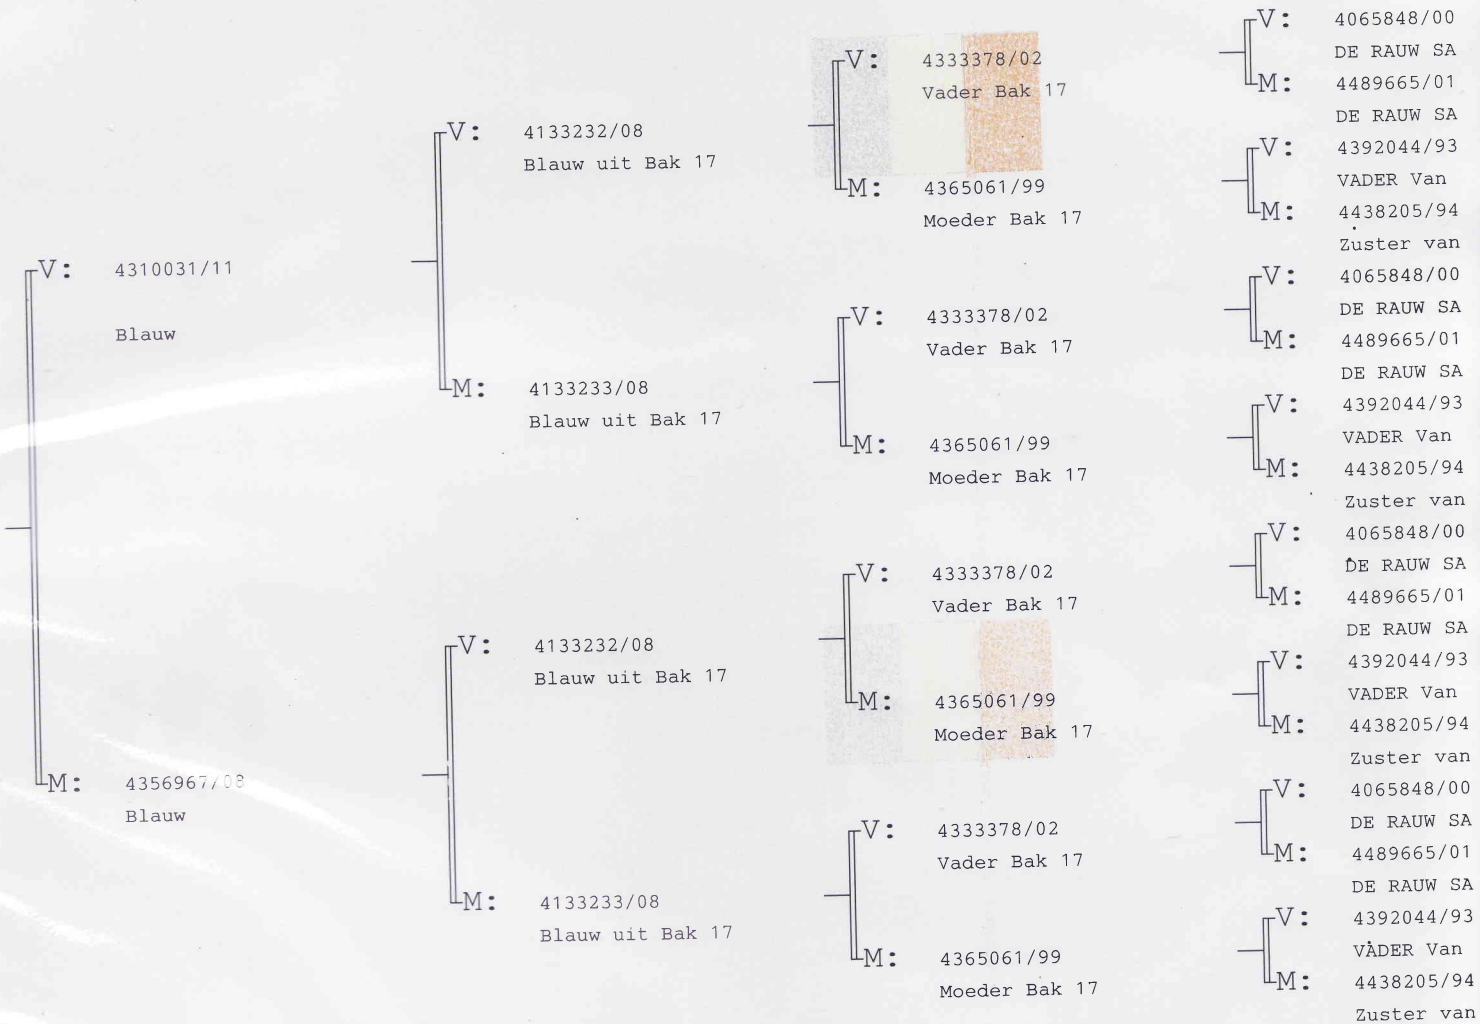 V: 4310031/11
Blauw
M: 4356967/08
Blauw
V: 4133232/08
Blauw uit Bak 17
M: 4133233/08
Blauw uit Bak 17
V: 4133232/08
Blauw uit Bak 17
M: 4133233/08
Blauw uit Bak 17
V: 4333378/02
Vader Bak 17
M: 4365061/99
Moeder Bak 17
V: 4333378/02
Vader Bak 17
M: 4365061/99
Moeder Bak 17
V: 4333378/02
Vader Bak 17
M: 4365061/99
Moeder Bak 17
V: 4333378/02
Vader Bak 17
M: 4365061/99
Moeder Bak 17
V: 4065848/00
DE RAUW SA
M: 4489665/01
DE RAUW SA
V: 4392044/93
VADER Van
M: 4438205/94
Zuster van
V: 4065848/00
DE RAUW SA
M: 4489665/01
DE RAUW SA
V: 4392044/93
VADER Van
M: 4438205/94
Zuster van
V: 4065848/00
DE RAUW SA
M: 4489665/01
DE RAUW SA
V: 4392044/93
VADER Van
M: 4438205/94
Zuster van
V: 4065848/00
DE RAUW SA
M: 4489665/01
DE RAUW SA
V: 4392044/93
VADER Van
M: 4438205/94
Zuster van